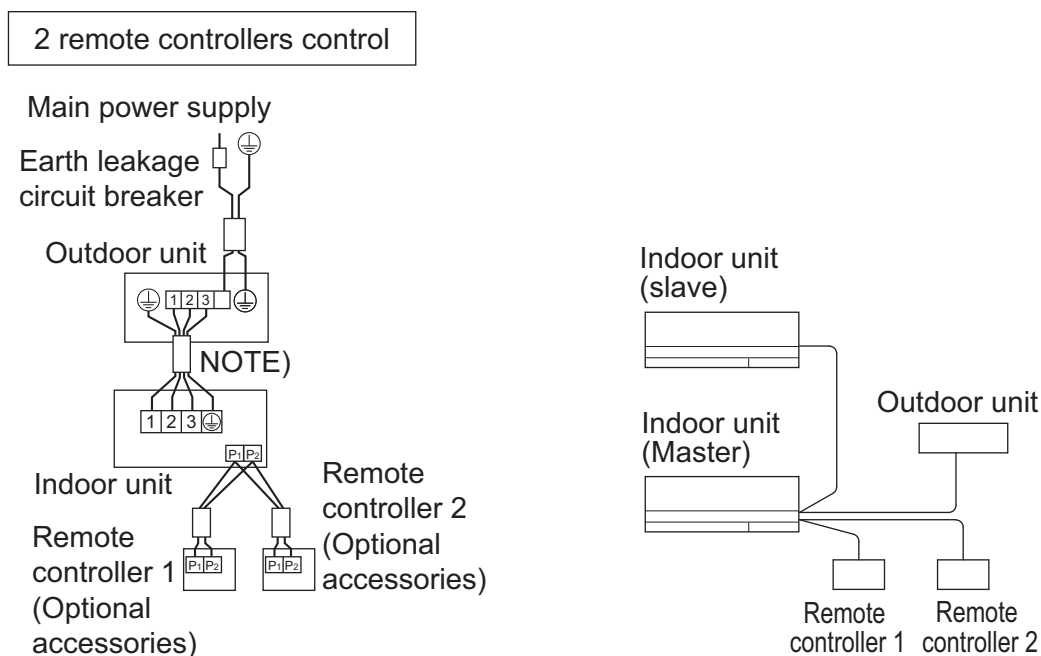 2 remote controllers control
Main power supply
Earth leakage
circuit breaker
Outdoor unit
1 2 3
NOTE)
1 2 3
P1 P2
Indoor unit
Remote
controller 1
(Optional
accessories)
P1 P2
P1 P2
Remote
controller 2
(Optional
accessories)
Indoor unit
(slave)
Indoor unit
(Master)
Outdoor unit
Remote
controller 1
Remote
controller 2